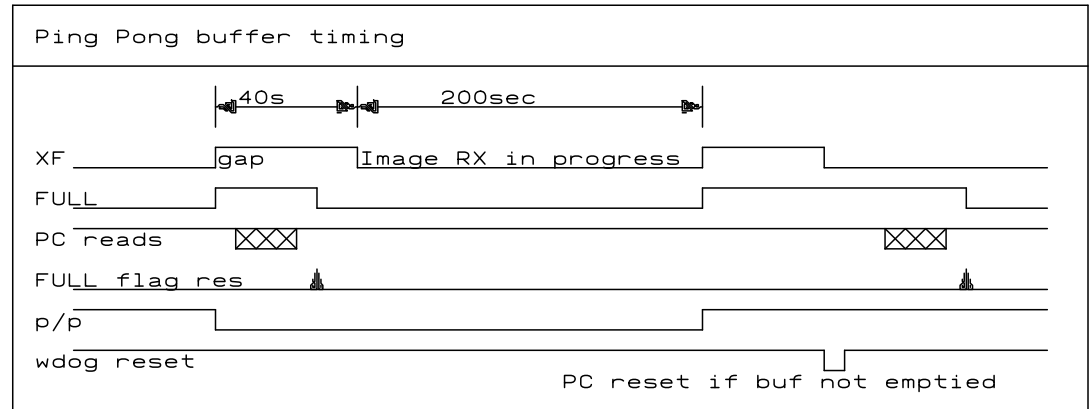 Ping Pong buffer timing
40s 200sec
XF gap Image RX in progress
FULL
PC reads
FULL flag res
p/p
wdog reset
PC reset if buf not emptied